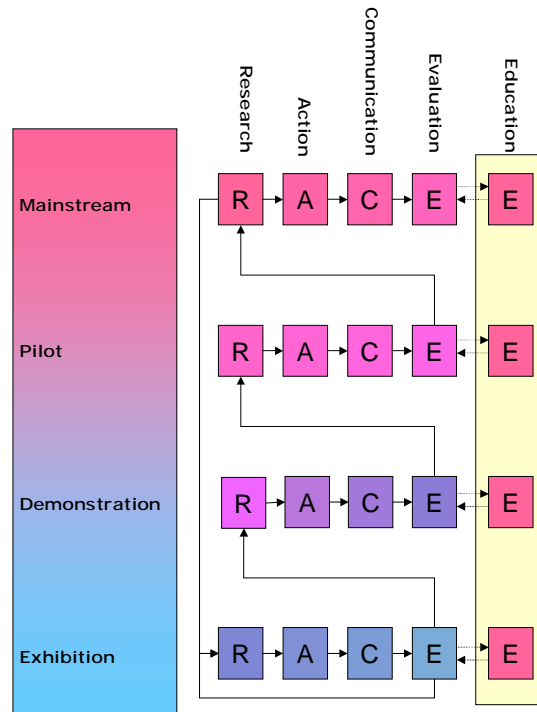 Research
Action
Communication
Evaluation
Education
Mainstream
R A C E E
Pilot
R A C E E
Demonstration
R A C E E
Exhibition
R A C E E